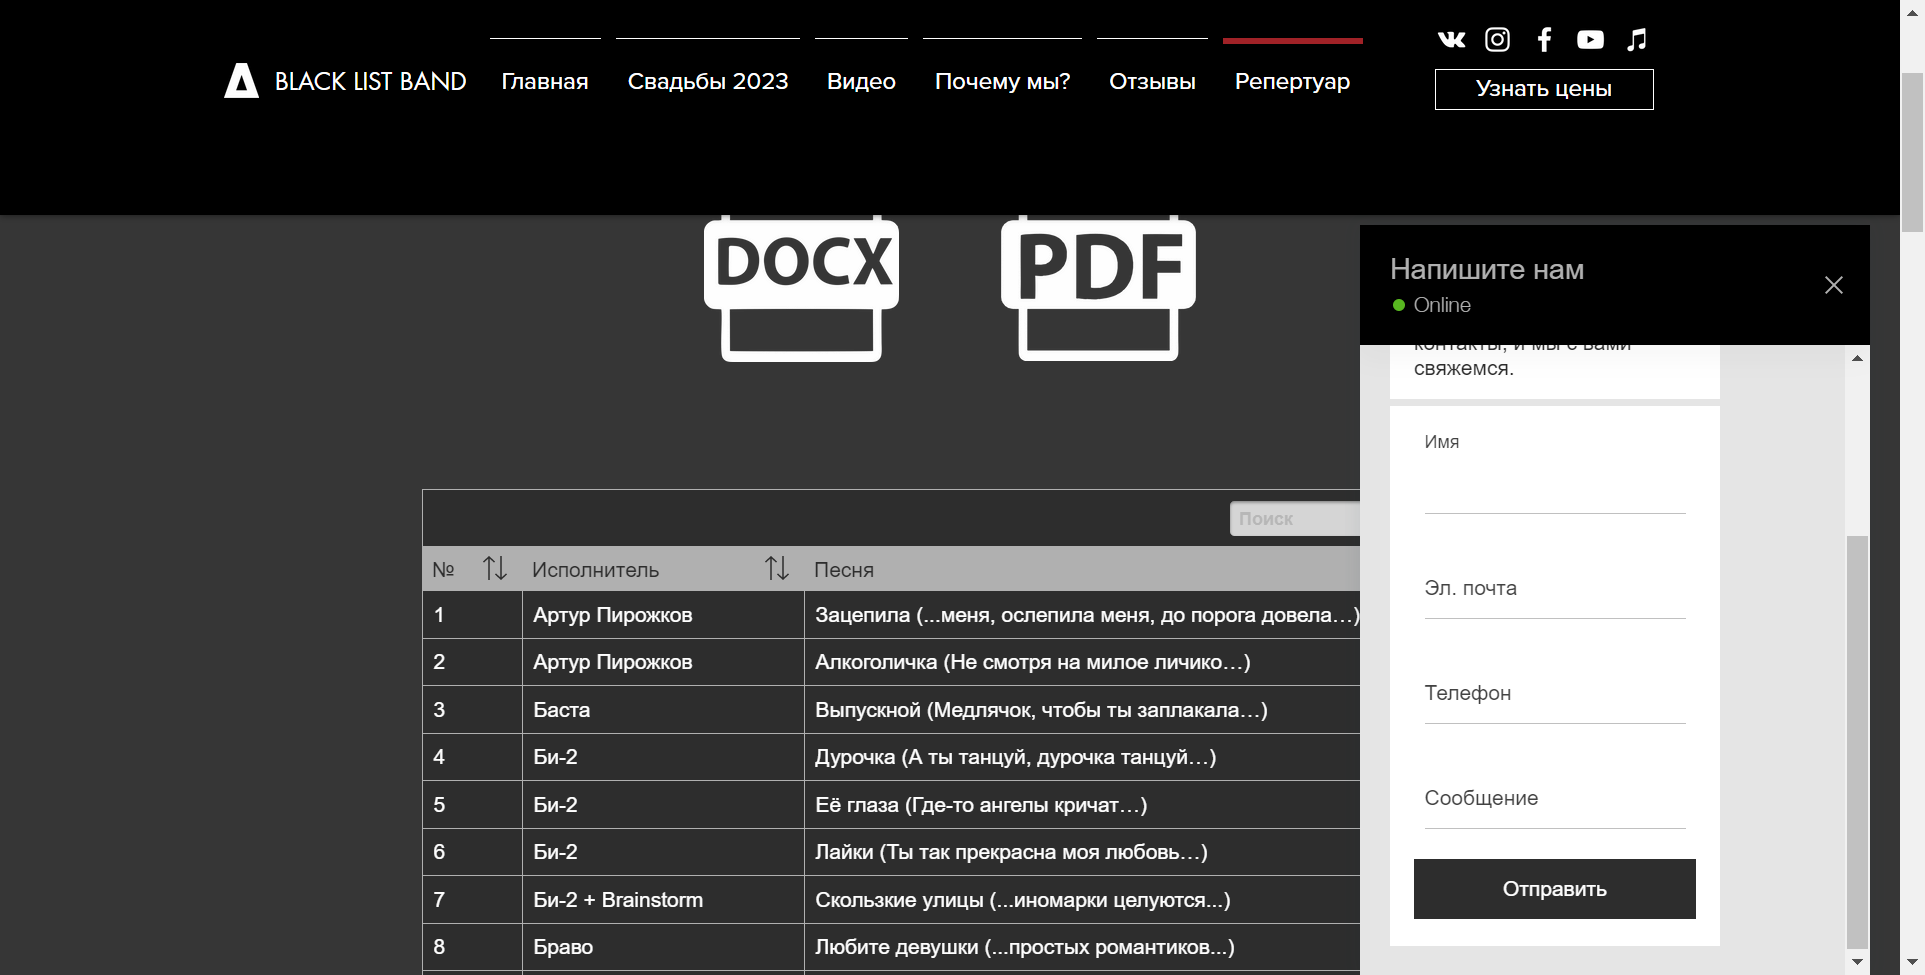 BLACK LIST BAND
Главная
Свадьбы 2023
Видео
Почему мы?
Отзывы
Репертуар
Узнать цены
DOCX
PDF
Напишите нам
Online
контакты, и мы с вами
свяжемся.
Имя
Эл. почта
Телефон
Сообщение
Отправить
Поиск
№ Исполнитель Песня
1 Артур Пирожков Зацепила (...меня, ослепила меня, до порога довела…)
2 Артур Пирожков Алкоголичка (Не смотря на милое личико…)
3 Баста Выпускной (Медлячок, чтобы ты заплакала…)
4 Би-2 Дурочка (А ты танцуй, дурочка танцуй…)
5 Би-2 Её глаза (Где-то ангелы кричат…)
6 Би-2 Лайки (Ты так прекрасна моя любовь…)
7 Би-2 + Brainstorm Скользкие улицы (...иномарки целуются...)
8 Браво Любите девушки (...простых романтиков...)